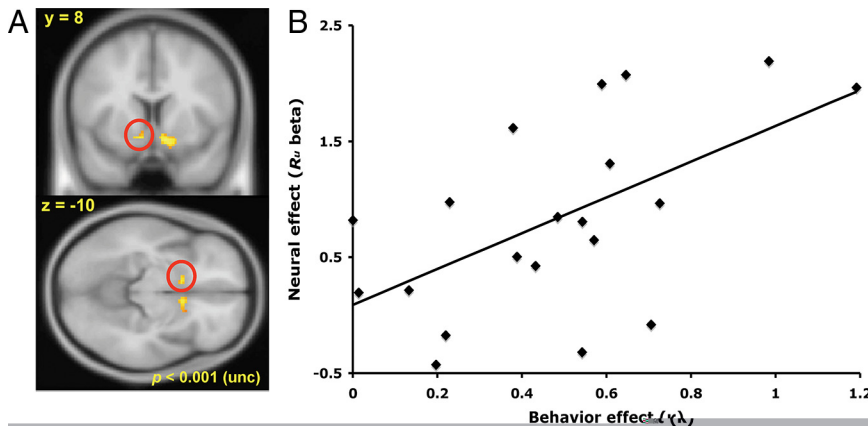 A
y = 8
z = -10
p < 0.001 (unc)
B
Neural effect (Ru beta)
2.5
1.5
0.5
-0.5
0
0.2
0.4
0.6
0.8
1
1.2
Behavior effect